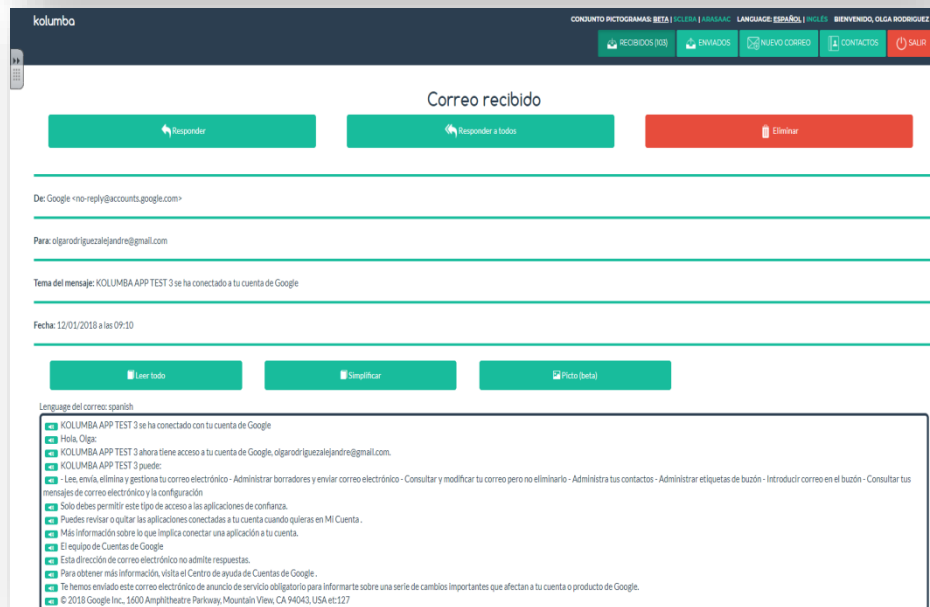 kolumba
CONJUNTO PICTOGRAMAS: BETA | SCLERA | ARASAAC LANGUAGE: ESPAÑOL | INGLÉS BIENVENIDO, OLGA RODRIGUEZ
RECIBIDOS (103) ENVIADOS NUEVO CORREO CONTACTOS SALIR
Correo recibido
Responder Responder a todos Eliminar
De: Google <no-reply@accounts.google.com>
Para: olgarodriguezalejandre@gmail.com
Tema del mensaje: KOLUMBA APP TEST 3 se ha conectado a tu cuenta de Google
Fecha: 12/01/2018 a las 09:10
Leer todo Simplificar Picto (beta)
Lenguage del correo: spanish
KOLUMBA APP TEST 3 se ha conectado con tu cuenta de Google
Hola, Olga:
KOLUMBA APP TEST 3 ahora tiene acceso a tu cuenta de Google, olgarodriguezalejandre@gmail.com.
KOLUMBA APP TEST 3 puede:
- Lee, envía, elimina y gestiona tu correo electrónico - Administrar borradores y enviar correo electrónico - Consultar y modificar tu correo pero no eliminarlo - Administra tus contactos - Administrar etiquetas de buzón - Introducir correo en el buzón - Consultar tus
mensajes de correo electrónico y la configuración
Solo debes permitir este tipo de acceso a las aplicaciones de confianza.
Puedes revisar o quitar las aplicaciones conectadas a tu cuenta cuando quieras en Mi Cuenta .
Más información sobre lo que implica conectar una aplicación a tu cuenta.
El equipo de Cuentas de Google
Esta dirección de correo electrónico no admite respuestas.
Para obtener más información, visita el Centro de ayuda de Cuentas de Google .
Te hemos enviado este correo electrónico de anuncio de servicio obligatorio para informarte sobre una serie de cambios importantes que afectan a tu cuenta o producto de Google.
© 2018 Google Inc., 1600 Amphitheatre Parkway, Mountain View, CA 94043, USA et:127